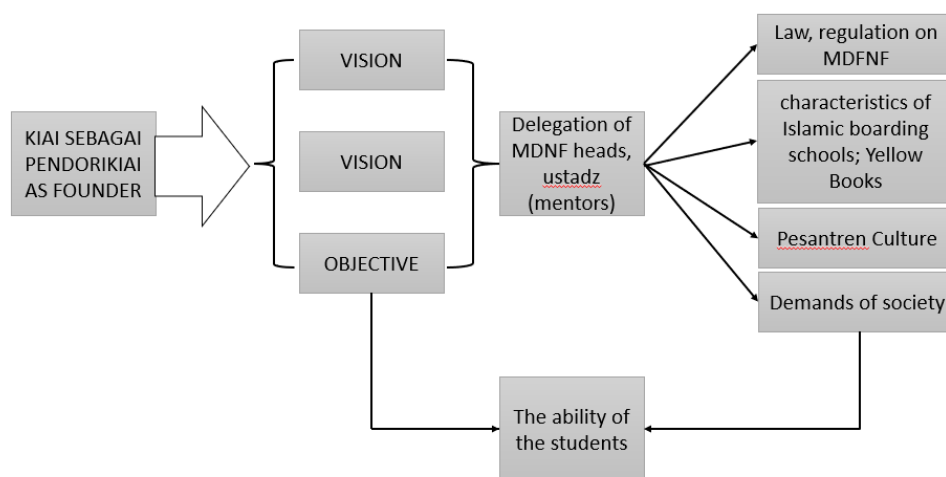 KIAI SEBAGAI
PENDORIKIAI
AS FOUNDER
VISION
VISION
OBJECTIVE
Delegation of
MDNF heads,
ustadz
(mentors)
Law, regulation on
MDFNF
characteristics of
Islamic boarding
schools; Yellow
Books
Pesantren Culture
Demands of society
The ability of
the students